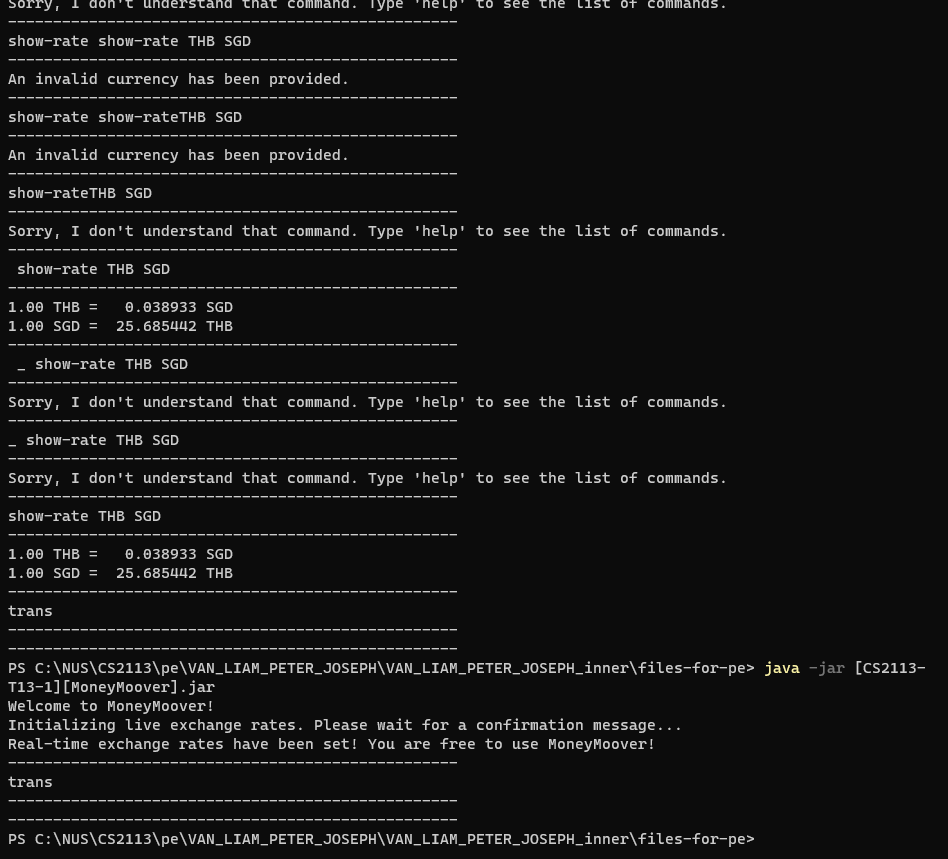 Sorry, I don't understand that command. Type 'help' to see the list of commands.
--------------------------------------------------
show-rate show-rate THB SGD
--------------------------------------------------
An invalid currency has been provided.
--------------------------------------------------
show-rate show-rateTHB SGD
--------------------------------------------------
An invalid currency has been provided.
--------------------------------------------------
show-rateTHB SGD
--------------------------------------------------
Sorry, I don't understand that command. Type 'help' to see the list of commands.
--------------------------------------------------
 show-rate THB SGD
--------------------------------------------------
1.00 THB =   0.038933 SGD
1.00 SGD =  25.685442 THB
--------------------------------------------------
 _ show-rate THB SGD
--------------------------------------------------
Sorry, I don't understand that command. Type 'help' to see the list of commands.
--------------------------------------------------
_ show-rate THB SGD
--------------------------------------------------
Sorry, I don't understand that command. Type 'help' to see the list of commands.
--------------------------------------------------
show-rate THB SGD
--------------------------------------------------
1.00 THB =   0.038933 SGD
1.00 SGD =  25.685442 THB
--------------------------------------------------
trans
--------------------------------------------------
--------------------------------------------------
PS C:\NUS\CS2113\pe\VAN_LIAM_PETER_JOSEPH\VAN_LIAM_PETER_JOSEPH_inner\files-for-pe> java -jar [CS2113-
T13-1][MoneyMoover].jar
Welcome to MoneyMoover!
Initializing live exchange rates. Please wait for a confirmation message...
Real-time exchange rates have been set! You are free to use MoneyMoover!
--------------------------------------------------
trans
--------------------------------------------------
--------------------------------------------------
PS C:\NUS\CS2113\pe\VAN_LIAM_PETER_JOSEPH\VAN_LIAM_PETER_JOSEPH_inner\files-for-pe>